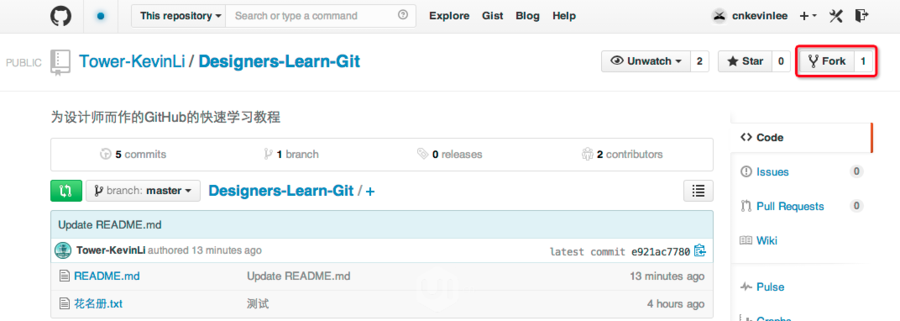 This repository Search or type a command Explore Gist Blog Help cnkevinlee
PUBLIC Tower-KevinLi / Designers-Learn-Git Unwatch 2 Star 0 Fork 1
为设计师而作的GitHub的快速学习教程
5 commits 1 branch 0 releases 2 contributors
branch: master Designers-Learn-Git / +
Update README.md
Tower-KevinLi authored 13 minutes ago latest commit e921ac7780
README.md Update README.md 13 minutes ago
花名册.txt 测试 4 hours ago
Code
Issues 0
Pull Requests 0
Wiki
Pulse
Graphs